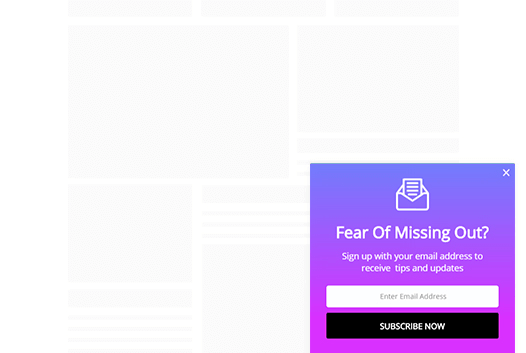 Fear Of Missing Out?
Sign up with your email address to
receive tips and updates
Enter Email Address
SUBSCRIBE NOW